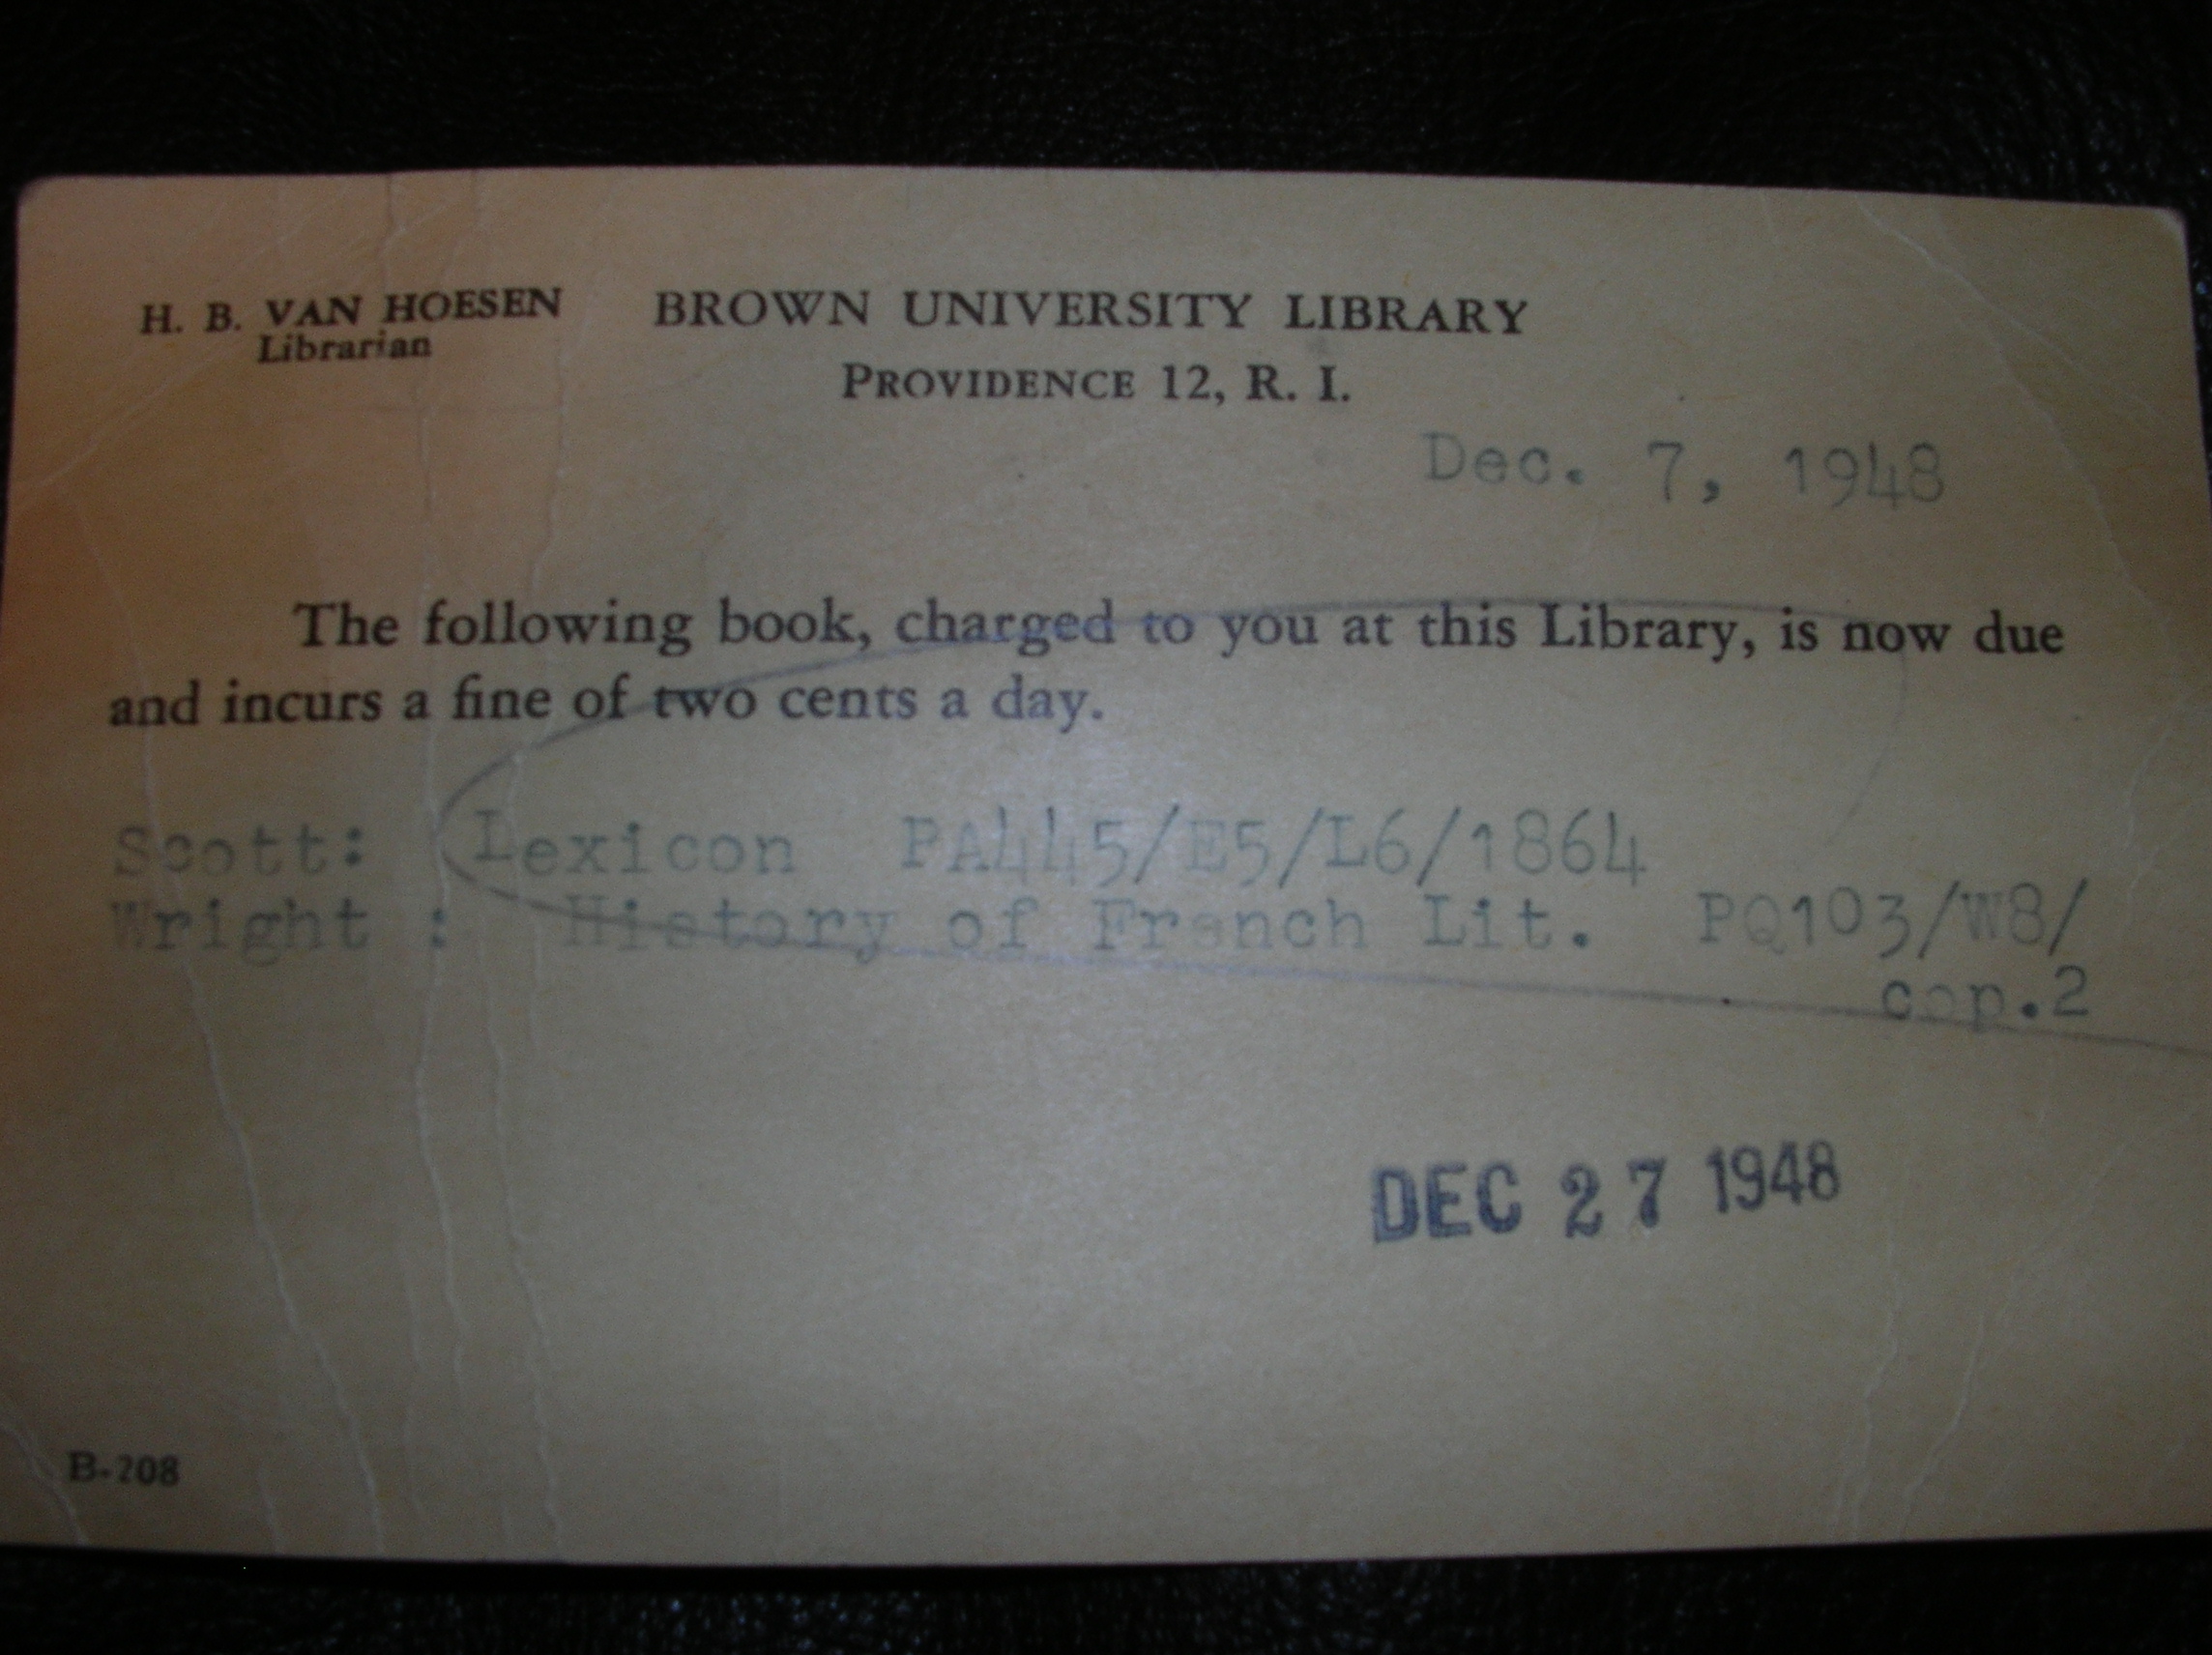 H. B. VAN HOESEN BROWN UNIVERSITY LIBRARY
Librarian
PROVIDENCE 12, R. I.
Dec. 7, 1948
The following book, charged to you at this Library, is now due
and incurs a fine of two cents a day.
Scott: Lexicon PA445/E5/L6/1864
Wright : History of French Lit. PQ103/W8/
cop.2
DEC 27 1948
B-208